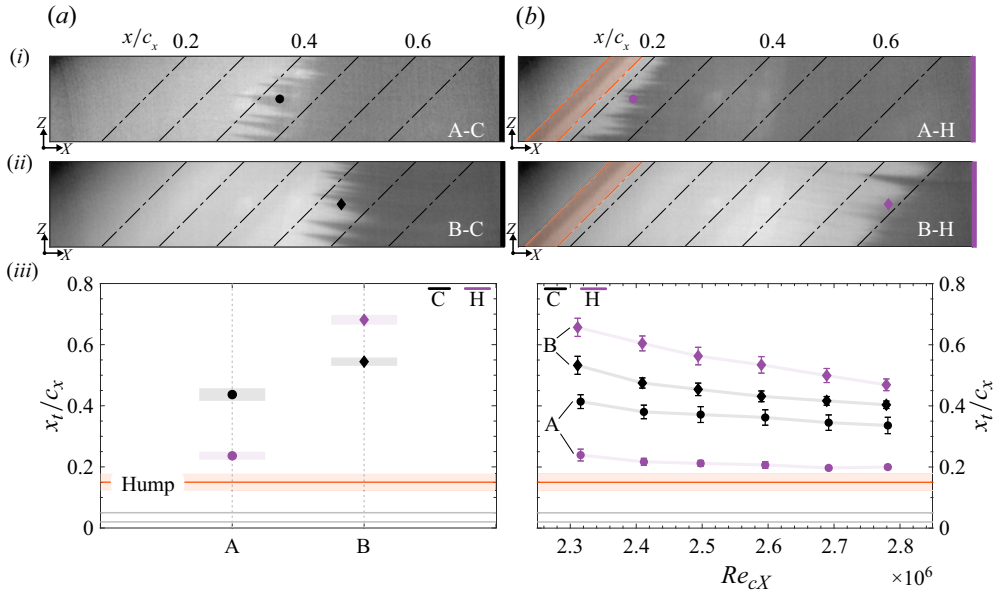 (a) (b)
x/c_x 0.2 0.4 0.6 x/c_x 0.2 0.4 0.6
(i)
Z X A-C Z X A-H
(ii)
Z X B-C Z X B-H
(iii)
0.8 C H C H 0.8
0.6 B 0.6
x_t/c_x 0.4 A 0.4 x_t/c_x
0.2 0.2
Hump
0 0
A B 2.3 2.4 2.5 2.6 2.7 2.8
Re_cX ×10^6